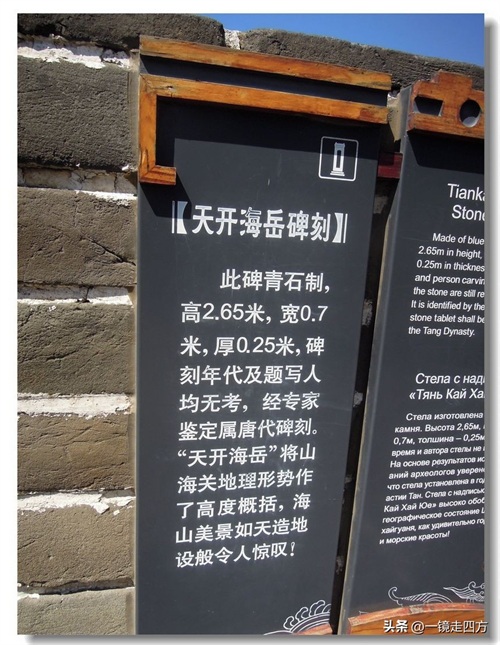 【天开海岳碑刻】
此碑青石制，
高2.65米，宽0.7
米，厚0.25米，碑
刻年代及题写人
均无考，经专家
鉴定属唐代碑刻。
“天开海岳”将山
海关地理形势作
了高度概括，海
山美景如天造地
设般令人惊叹！
Tianka
Stone
Made of blue
2.65m in height,
0.25m in thickness
and person carvin
the stone are still re
It is identified by the
stone tablet shall be
the Tang Dynasty.
Стела с надп
«Тянь Кай Ха
Стела изготовлена
камня. Высота 2,65м,
0,7м, толшина – 0,25м
время и автора стелы не
На основе результатов ис
аний археологов уверен
что стела установлена в го
астии Тан. Стела с надпись
Кай Хай Юе» высоко обоб
географическое состояние Ш
хайгуаня, как удивительно го
и морские красоты!
头条 @一镜走四方